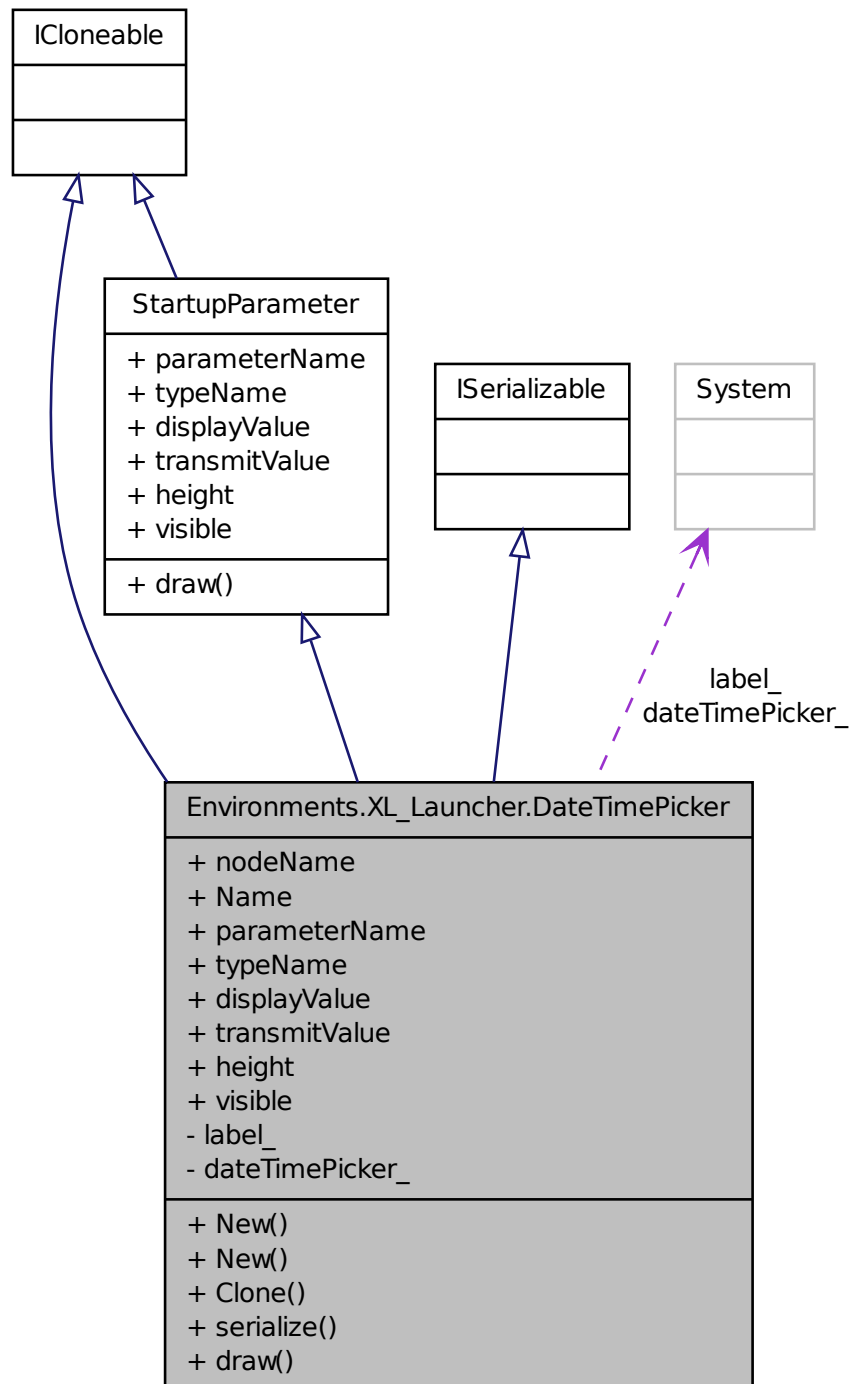 ICloneable
StartupParameter
+ parameterName
+ typeName
+ displayValue
+ transmitValue
+ height
+ visible
+ draw()
ISerializable
System
label_
dateTimePicker_
Environments.XL_Launcher.DateTimePicker
+ nodeName
+ Name
+ parameterName
+ typeName
+ displayValue
+ transmitValue
+ height
+ visible
- label_
- dateTimePicker_
+ New()
+ New()
+ Clone()
+ serialize()
+ draw()